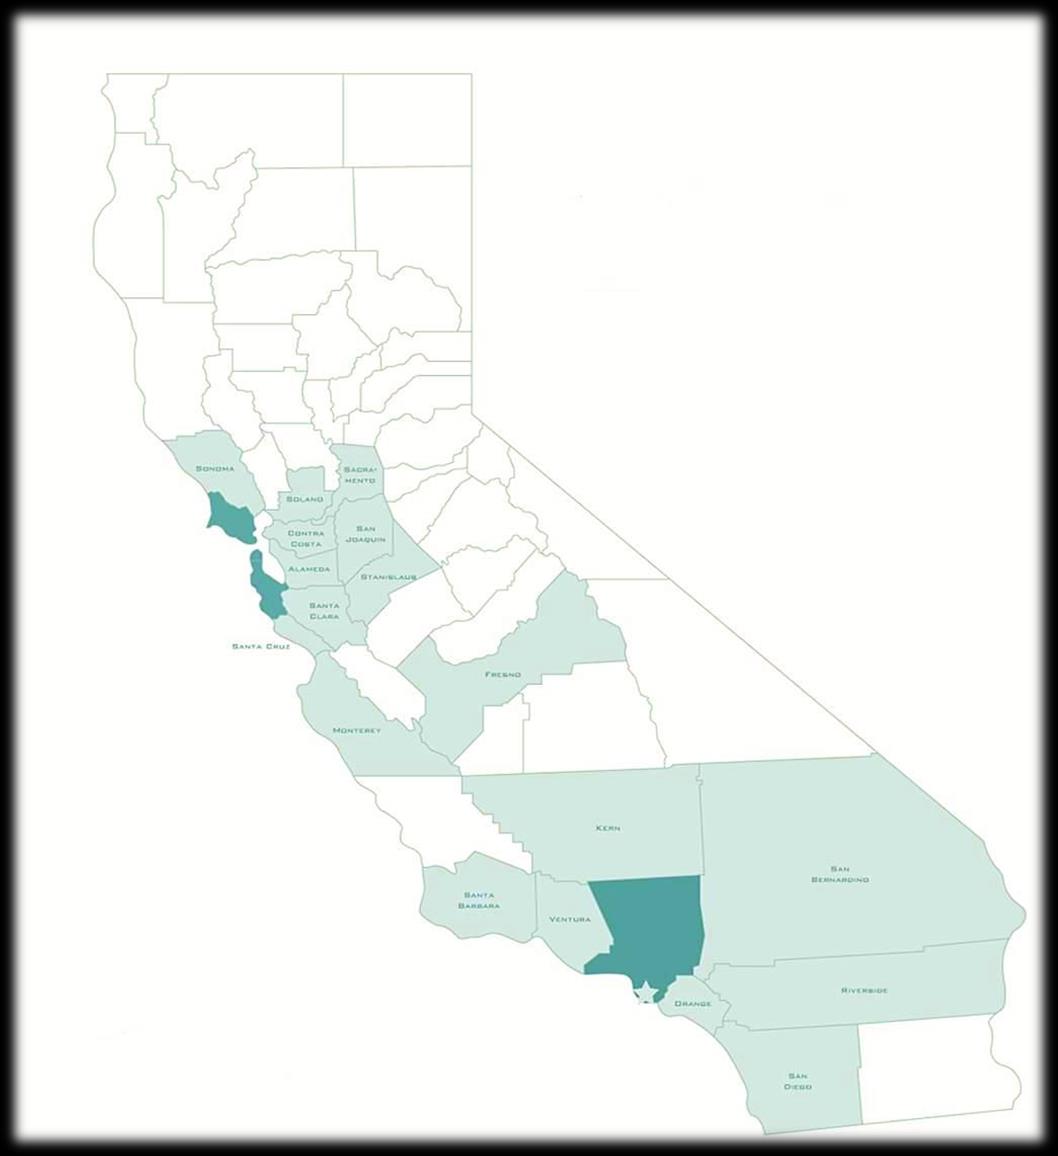 SONOMA
SACRA-
MENTO
SOLANO
CONTRA
COSTA
SAN
JOAQUIN
ALAMEDA
STANISLAUS
SANTA
CLARA
SANTA CRUZ
FRESNO
MONTEREY
KERN
SAN
BERNARDINO
SANTA
BARBARA
VENTURA
RIVERSIDE
ORANGE
SAN
DIEGO